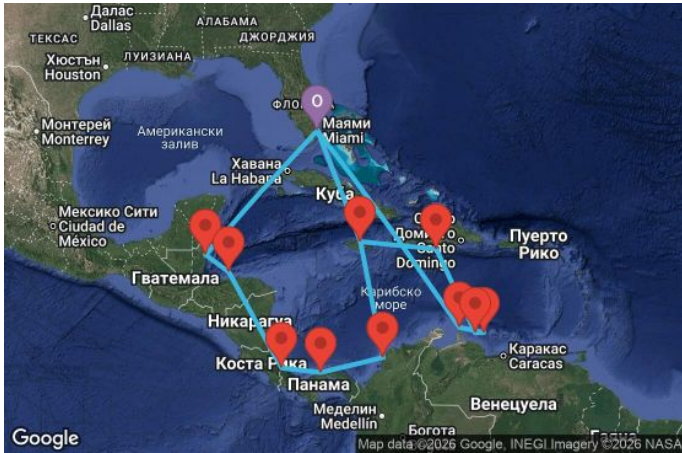 Далас
Dallas
АЛАБАМА
ТЕКСАС
ДЖОРДЖИЯ
ЛУИЗИАНА
Хюстън
Houston
O
Маями
Miami
Монтерей
Monterrey
Американски
залив
Хавана
La Habana
Куба
Мексико Сити
Ciudad de
México
Домин
Santo
Domingo
Пуерто
Рико
Гватемала
Карибско
море
Никарагуа
Коста Рика
Панама
Каракас
Caracas
Меделин
Medellín
Венецуела
Богота
Google
Map data ©2026 Google, INEGI Imagery ©2026 NASA